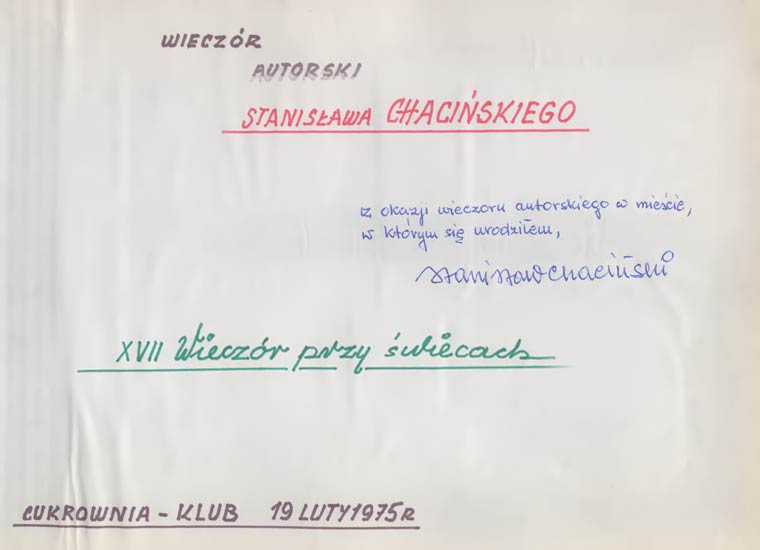 WIECZÓR
AUTORSKI
STANISŁAWA CHACIŃSKIEGO
z okazji wieczoru autorskiego w mieście,
w którym się urodziłem,
Stanisław Chaciński
XVII Wieczór przy świecach
CUKROWNIA - KLUB 19 LUTY 1975 R